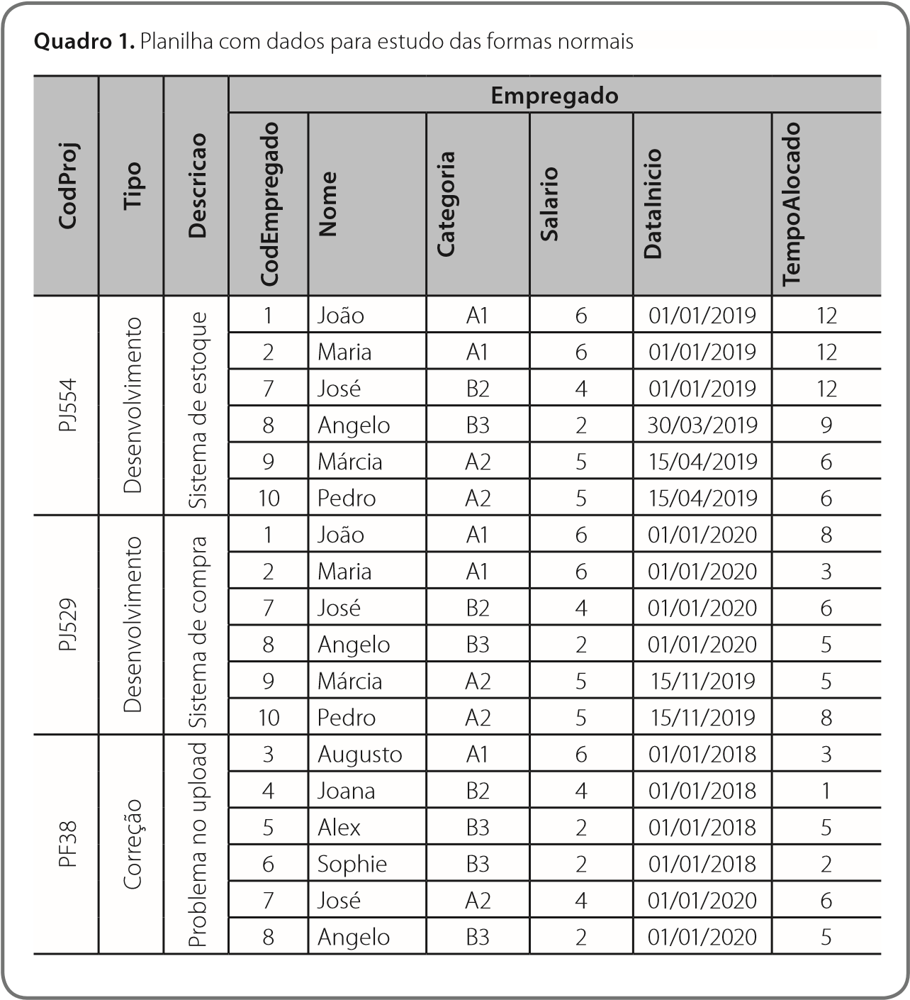 Quadro 1. Planilha com dados para estudo das formas normais
Empregado
CodProj Tipo Descricao CodEmpregado Nome Categoria Salario DataInicio TempoAlocado
PJ554 Desenvolvimento Sistema de estoque
1 João A1 6 01/01/2019 12
2 Maria A1 6 01/01/2019 12
7 José B2 4 01/01/2019 12
8 Angelo B3 2 30/03/2019 9
9 Márcia A2 5 15/04/2019 6
10 Pedro A2 5 15/04/2019 6
PJ529 Desenvolvimento Sistema de compra
1 João A1 6 01/01/2020 8
2 Maria A1 6 01/01/2020 3
7 José B2 4 01/01/2020 6
8 Angelo B3 2 01/01/2020 5
9 Márcia A2 5 15/11/2019 5
10 Pedro A2 5 15/11/2019 8
PF38 Correção Problema no upload
3 Augusto A1 6 01/01/2018 3
4 Joana B2 4 01/01/2018 1
5 Alex B3 2 01/01/2018 5
6 Sophie B3 2 01/01/2018 2
7 José A2 4 01/01/2020 6
8 Angelo B3 2 01/01/2020 5